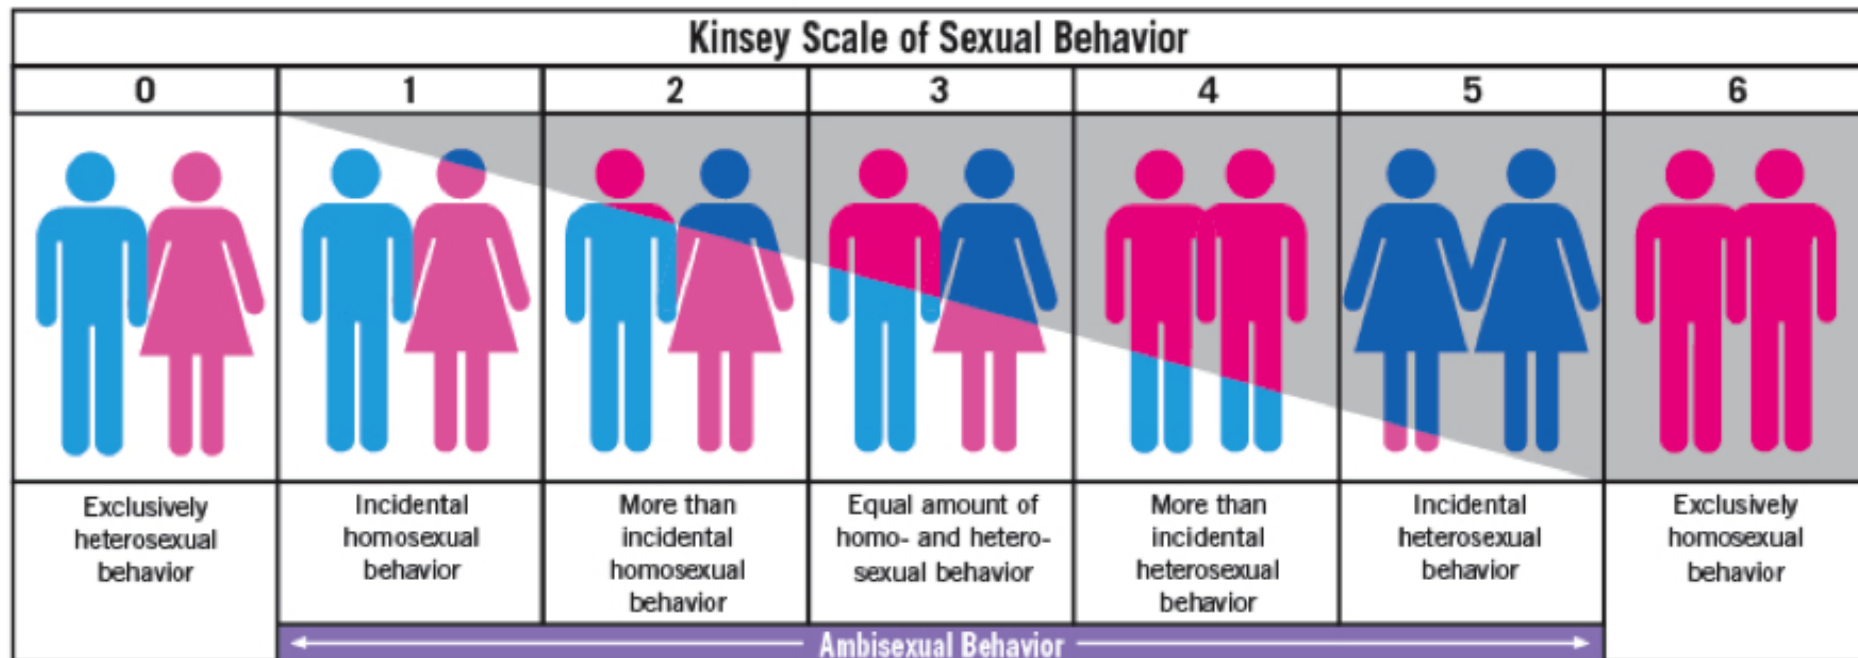 Kinsey Scale of Sexual Behavior
0 1 2 3 4 5 6
Exclusively
heterosexual
behavior
Incidental
homosexual
behavior
More than
incidental
homosexual
behavior
Equal amount of
homo- and hetero-
sexual behavior
More than
incidental
heterosexual
behavior
Incidental
heterosexual
behavior
Exclusively
homosexual
behavior
Ambisexual Behavior